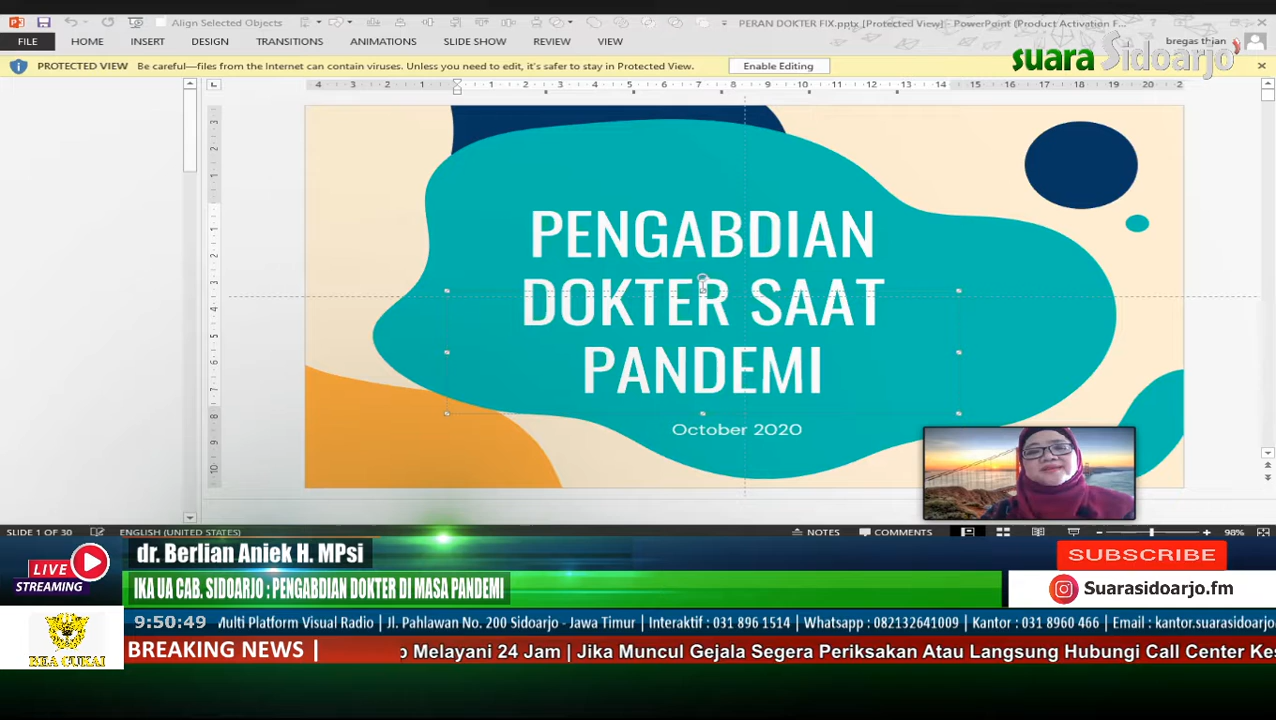 Align Selected Objects
PERAN DOKTER FIX.pptx [Protected View] - PowerPoint (Product Activation F...
FILE HOME INSERT DESIGN TRANSITIONS ANIMATIONS SLIDE SHOW REVIEW VIEW
bregas thian
suara Sidoarjo
PROTECTED VIEW Be careful—files from the Internet can contain viruses. Unless you need to edit, it's safer to stay in Protected View. Enable Editing
PENGABDIAN
DOKTER SAAT
PANDEMI
October 2020
SLIDE 1 OF 30 ENGLISH (UNITED STATES) NOTES COMMENTS 98%
LIVE
STREAMING
dr. Berlian Aniek H. MPsi
SUBSCRIBE
IKA UA CAB. SIDOARJO : PENGABDIAN DOKTER DI MASA PANDEMI
Suarasidoarjo.fm
9:50:49
Multi Platform Visual Radio | Jl. Pahlawan No. 200 Sidoarjo - Jawa Timur | Interaktif : 031 896 1514 | Whatsapp : 082132641009 | Kantor : 031 8960 466 | Email : kantor.suarasidoarjo
BEA CUKAI
BREAKING NEWS |
p Melayani 24 Jam | Jika Muncul Gejala Segera Periksakan Atau Langsung Hubungi Call Center Kes